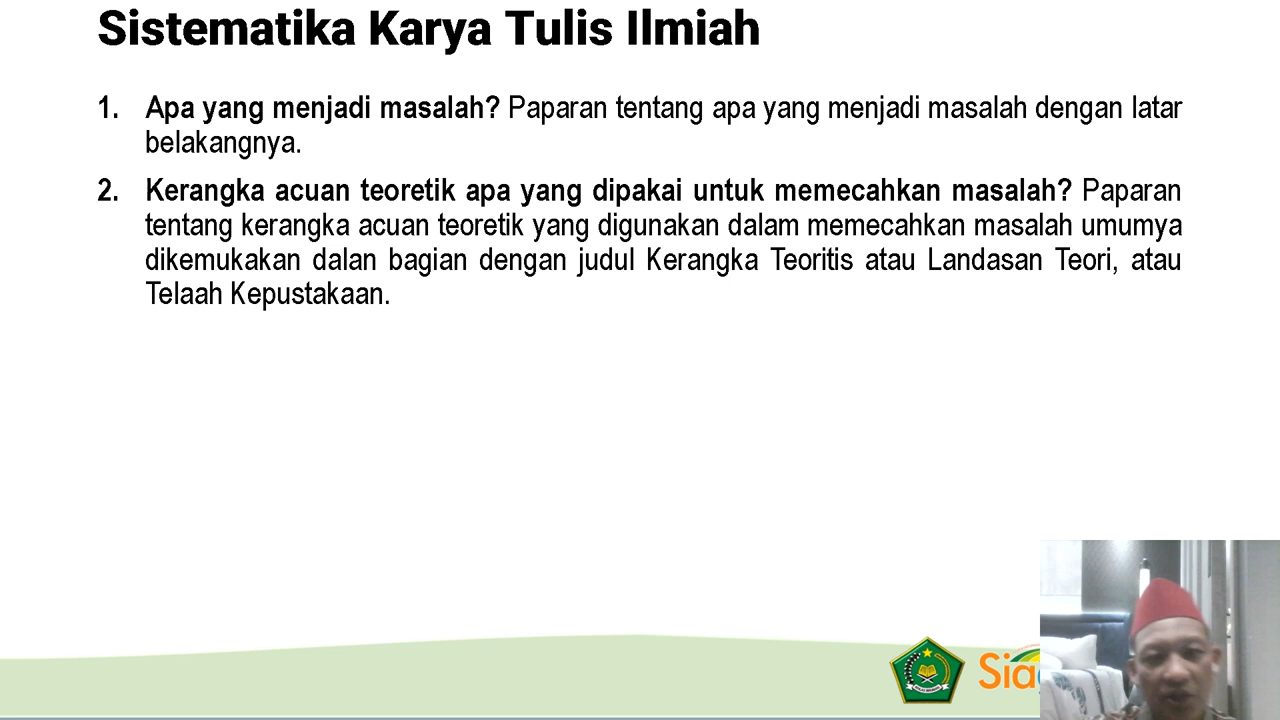 Sistematika Karya Tulis Ilmiah
1. Apa yang menjadi masalah? Paparan tentang apa yang menjadi masalah dengan latar
belakangnya.
2. Kerangka acuan teoretik apa yang dipakai untuk memecahkan masalah? Paparan
tentang kerangka acuan teoretik yang digunakan dalam memecahkan masalah umumya
dikemukakan dalan bagian dengan judul Kerangka Teoritis atau Landasan Teori, atau
Telaah Kepustakaan.